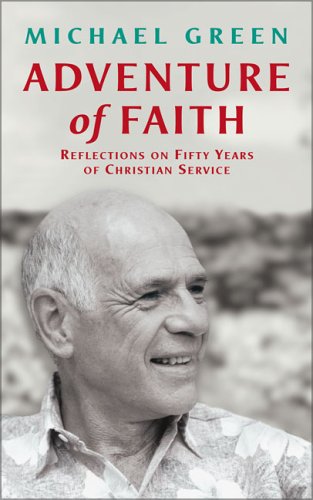 MICHAEL GREEN
ADVENTURE
of FAITH
REFLECTIONS ON FIFTY YEARS
OF CHRISTIAN SERVICE